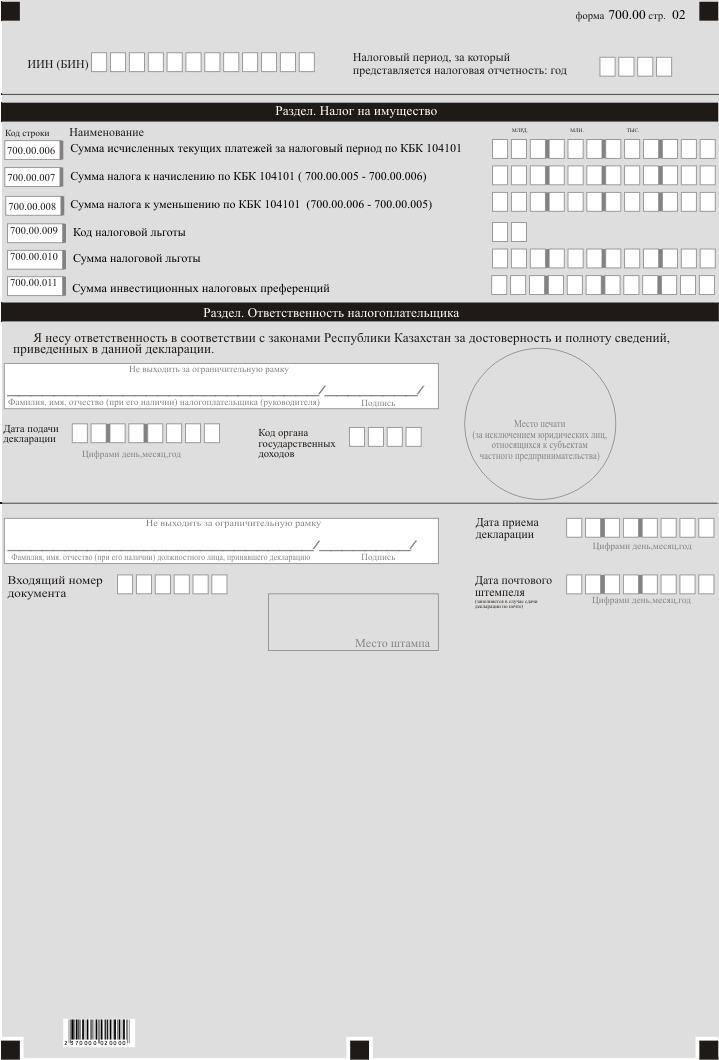 форма 700.00 стр. 02
ИИН (БИН)
Налоговый период, за который
представляется налоговая отчетность: год
Раздел. Налог на имущество
Код строки Наименование млрд. млн. тыс.
700.00.006 Сумма исчисленных текущих платежей за налоговый период по КБК 104101
700.00.007 Сумма налога к начислению по КБК 104101 ( 700.00.005 - 700.00.006)
700.00.008 Сумма налога к уменьшению по КБК 104101 (700.00.006 - 700.00.005)
700.00.009 Код налоговой льготы
700.00.010 Сумма налоговой льготы
700.00.011 Сумма инвестиционных налоговых преференций
Раздел. Ответственность налогоплательщика
Я несу ответственность в соответствии с законами Республики Казахстан за достоверность и полноту сведений,
приведенных в данной декларации.
Не выходить за ограничительную рамку
Фамилия, имя, отчество (при его наличии) налогоплательщика (руководителя) Подпись
Дата подачи
декларации
Цифрами день,месяц,год
Код органа
государственных
доходов
Место печати
(за исключением юридических лиц,
относящихся к субъектам
частного предпринимательства)
Не выходить за ограничительную рамку
Фамилия, имя, отчество (при его наличии) должностного лица, принявшего декларацию Подпись
Дата приема
декларации
Цифрами день,месяц,год
Входящий номер
документа
Место штампа
Дата почтового
штемпеля
(заполняется в случае сдачи
декларации по почте)
Цифрами день,месяц,год
2 570000 020000